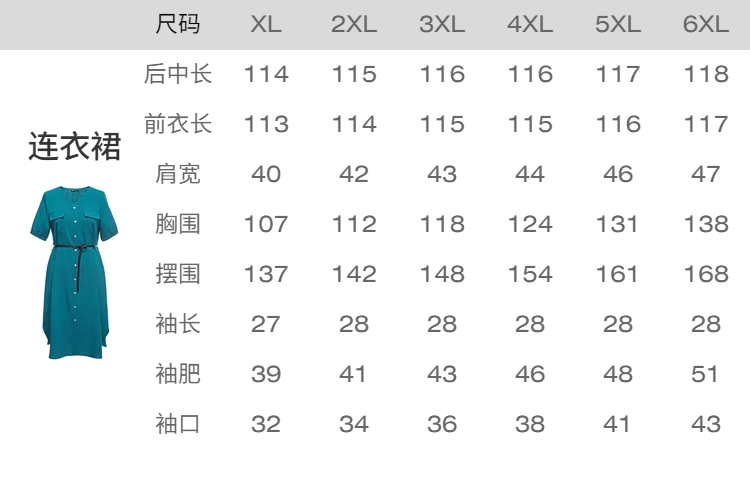 尺码 XL 2XL 3XL 4XL 5XL 6XL
后中长 114 115 116 116 117 118
前衣长 113 114 115 115 116 117
连衣裙
肩宽 40 42 43 44 46 47
胸围 107 112 118 124 131 138
摆围 137 142 148 154 161 168
袖长 27 28 28 28 28 28
袖肥 39 41 43 46 48 51
袖口 32 34 36 38 41 43